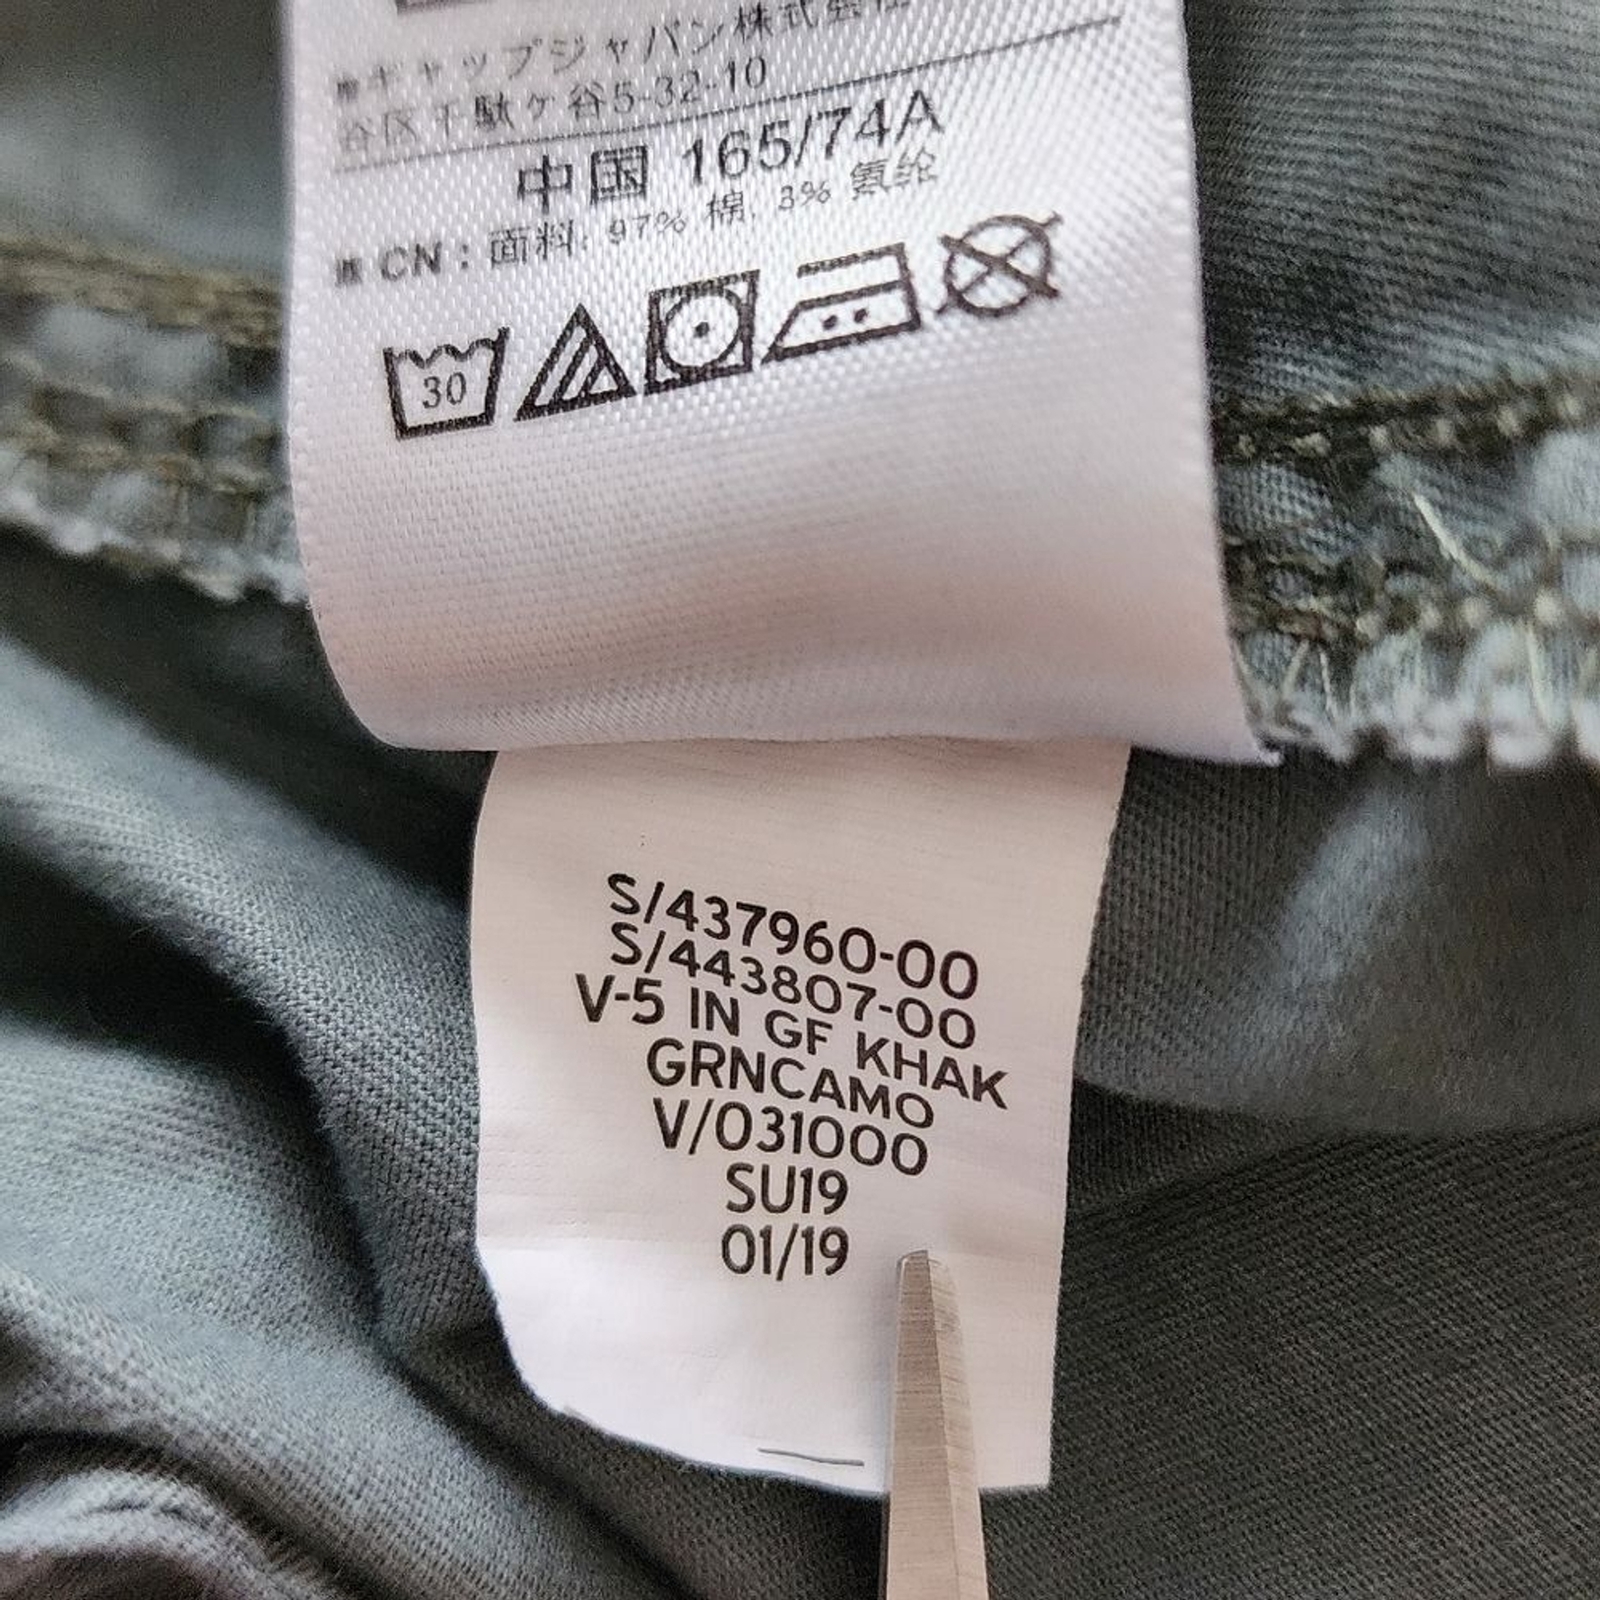 ■ギャップジャパン株式会社
谷区千駄ケ谷5-32-10
中国 165/74A
■CN: 面料: 97% 棉, 3% 氨纶
30
S/437960-00
S/443807-00
V-5 IN GF KHAK
GRNCAMO
V/031000
SU19
01/19